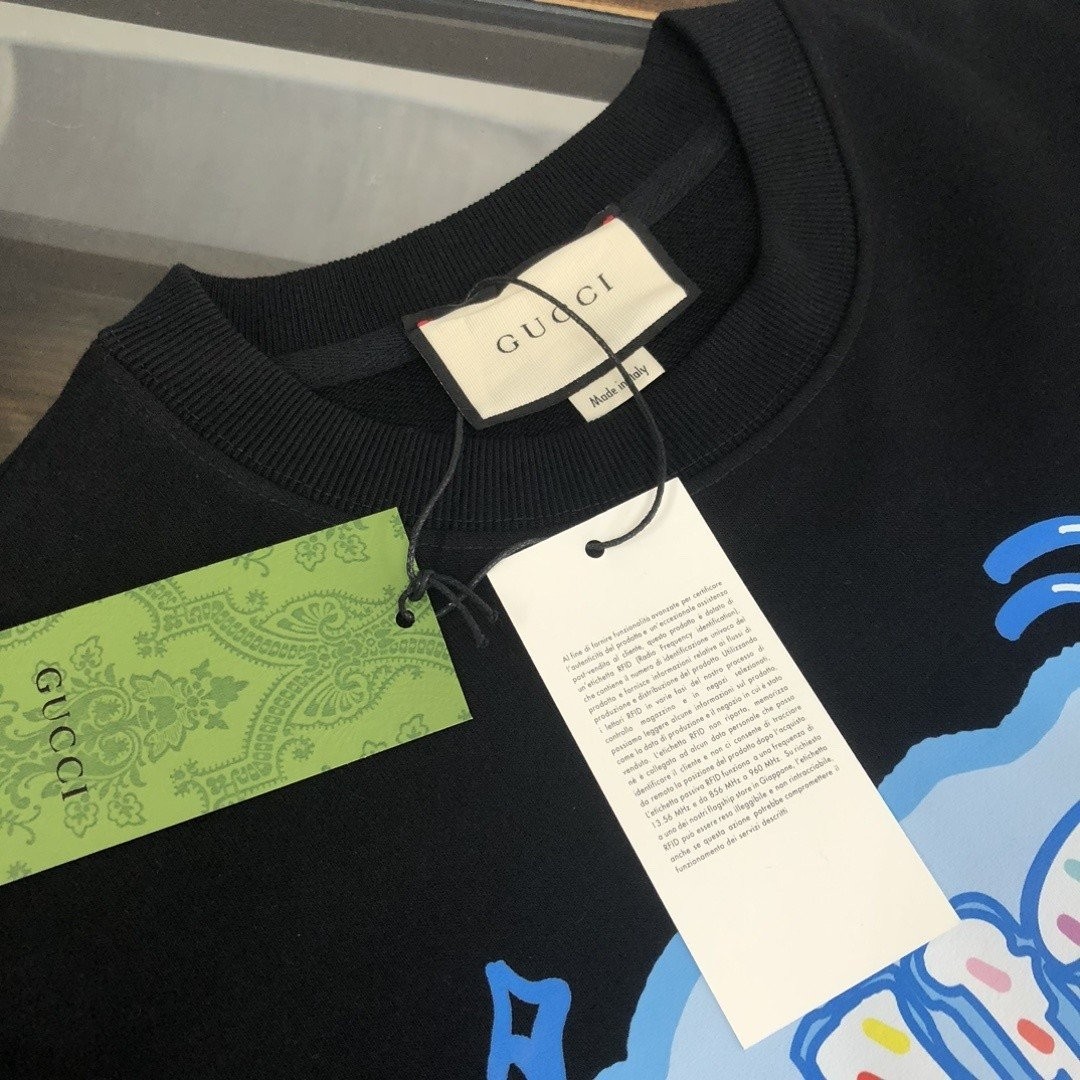 GUCCI
Made in Italy
GUCCI
Al fine di fornire funzionalità avanzate per certificare
l'autenticità del prodotto e un'eccezionale assistenza
post-vendita al cliente, questo prodotto è dotato di
un'etichetta RFID (Radio Frequency Identification),
che contiene il numero di identificazione univoco del
prodotto e fornisce informazioni relative ai flussi di
produzione e distribuzione del prodotto. Utilizzando
i lettori RFID in varie fasi del nostro processo di
controllo magazzino e in negozi selezionati,
possiamo leggere alcune informazioni sul prodotto,
come la data di produzione e il negozio in cui è stato
venduto. L'etichetta RFID non riporta, memorizza
né è collegata ad alcun dato personale che possa
identificare il cliente e non ci consente di tracciare
da remoto la posizione del prodotto dopo l'acquisto
L'etichetta passiva RFID funziona a una frequenza di
13.56 MHz e da 856 MHz a 960 MHz. Su richiesta
a uno dei nostri flagship store in Giappone, l'etichetta
RFID può essere resa illeggibile e non rintracciabile,
anche se questa azione potrebbe compromettere il
funzionamento dei servizi descritti